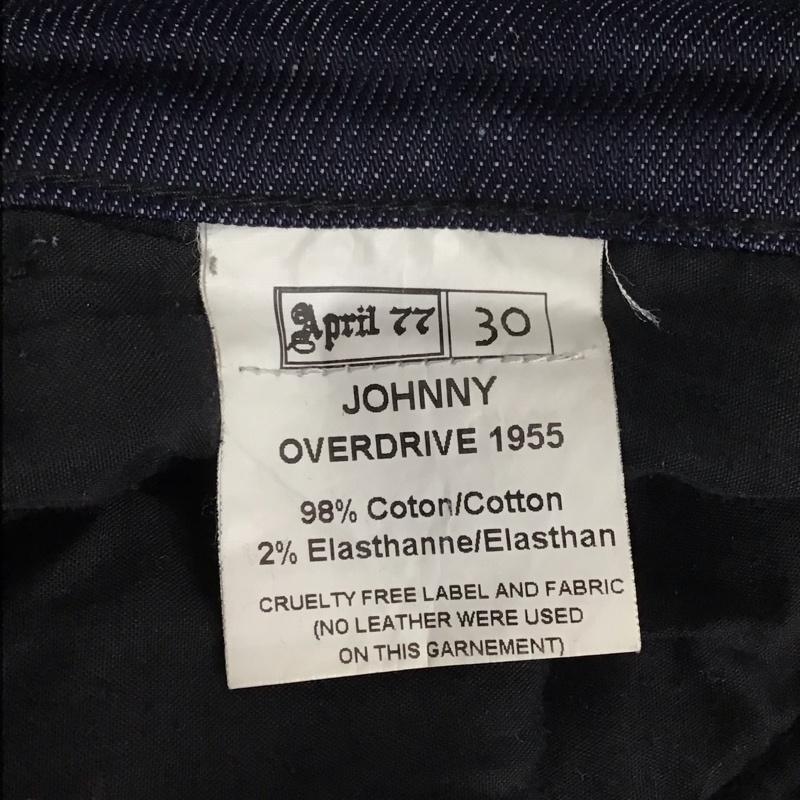 April 77 30
JOHNNY
OVERDRIVE 1955
98% Coton/Cotton
2% Elasthanne/Elasthan
CRUELTY FREE LABEL AND FABRIC
(NO LEATHER WERE USED
ON THIS GARNEMENT)